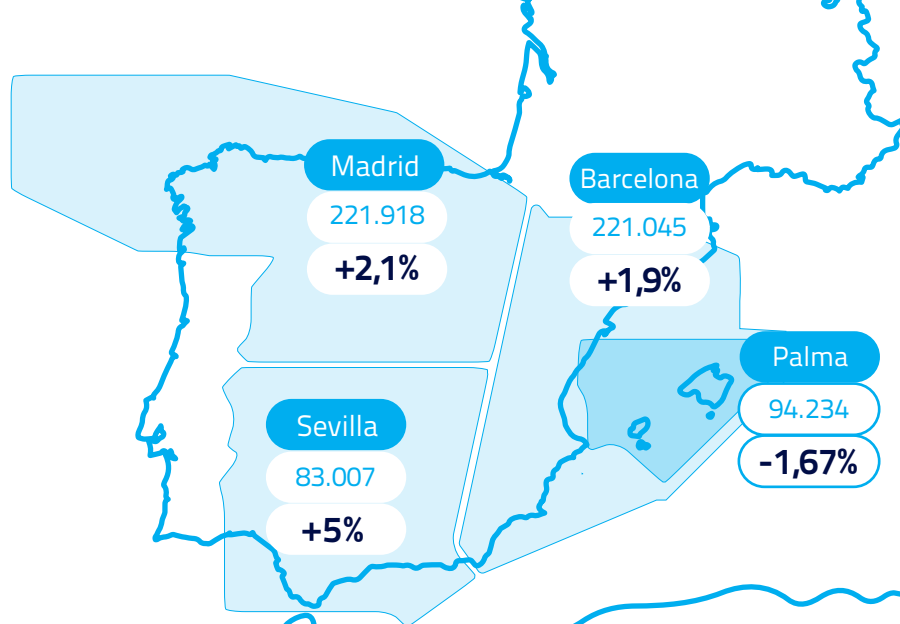 Madrid
221.918
+2,1%
Barcelona
221.045
+1,9%
Palma
94.234
-1,67%
Sevilla
83.007
+5%